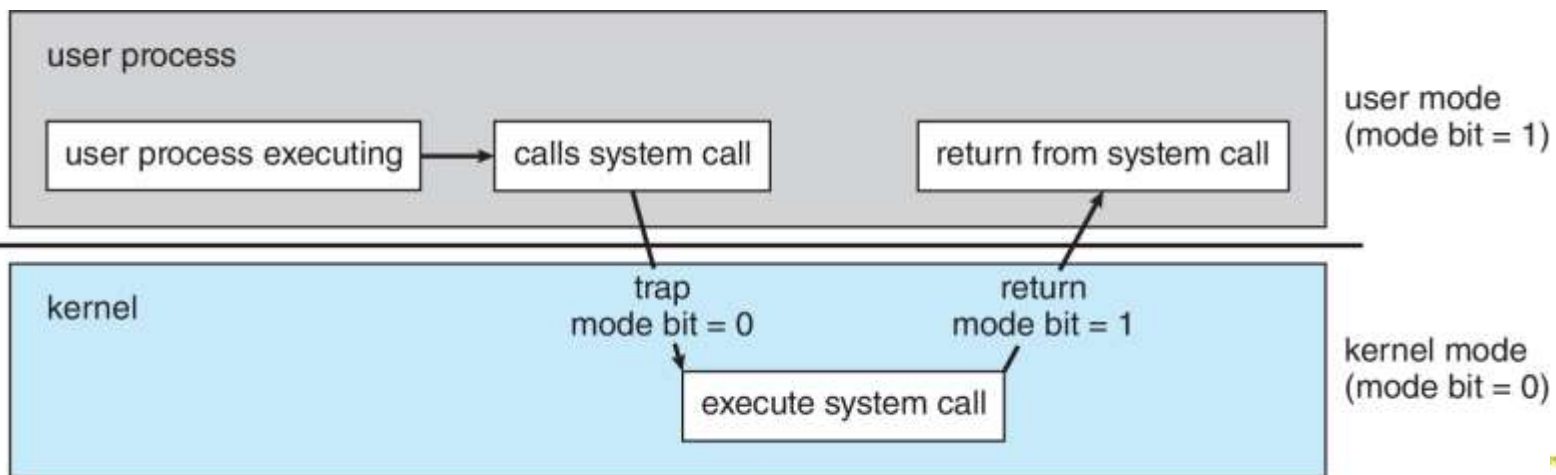 user process
user process executing
calls system call
return from system call
user mode
(mode bit = 1)
kernel
trap
mode bit = 0
return
mode bit = 1
execute system call
kernel mode
(mode bit = 0)